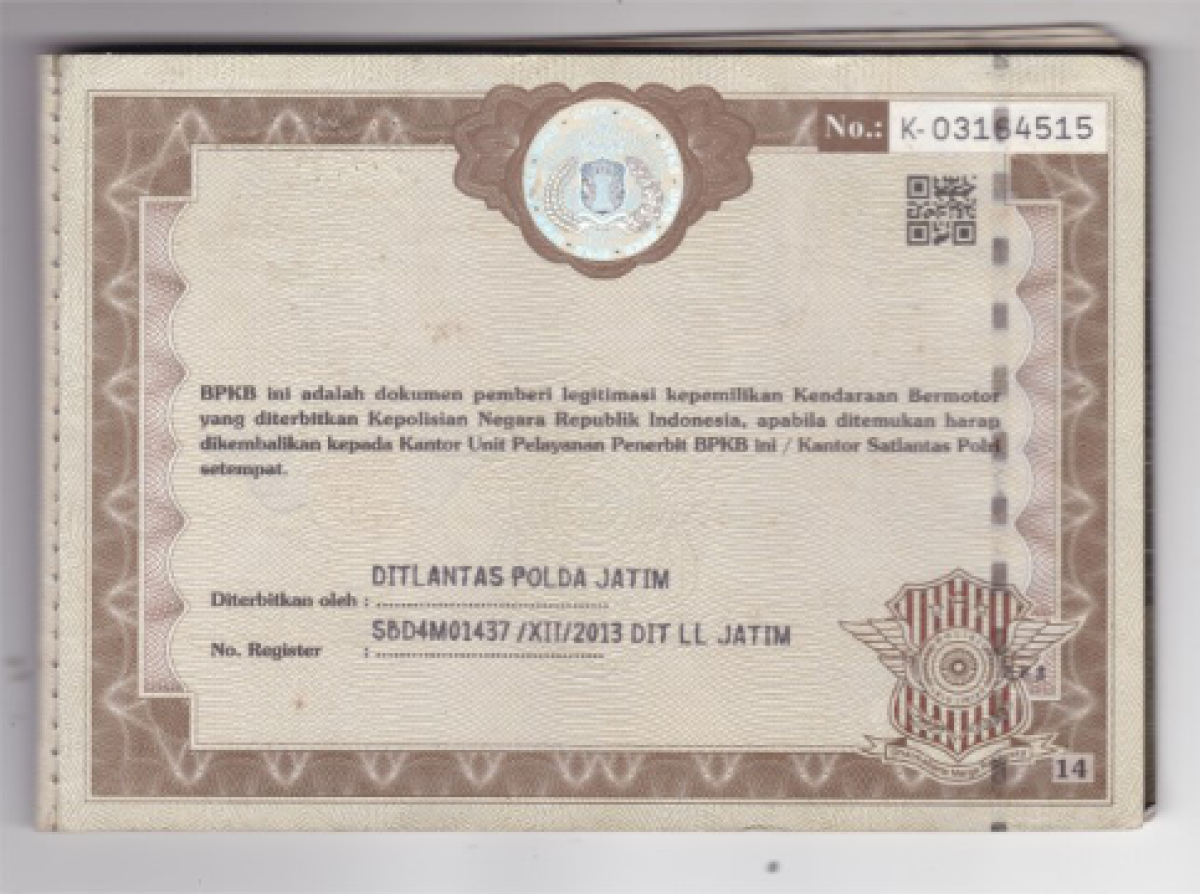 No.: K-03164515
BPKB ini adalah dokumen pemberi legitimasi kepemilikan Kendaraan Bermotor
yang diterbitkan Kepolisian Negara Republik Indonesia, apabila ditemukan harap
dikembalikan kepada Kantor Unit Pelayanan Penerbit BPKB ini / Kantor Satlantas Polri
setempat.
DITLANTAS POLDA JATIM
Diterbitkan oleh :
SBD4M01437 /XII/2013 DIT LL JATIM
No. Register :
14